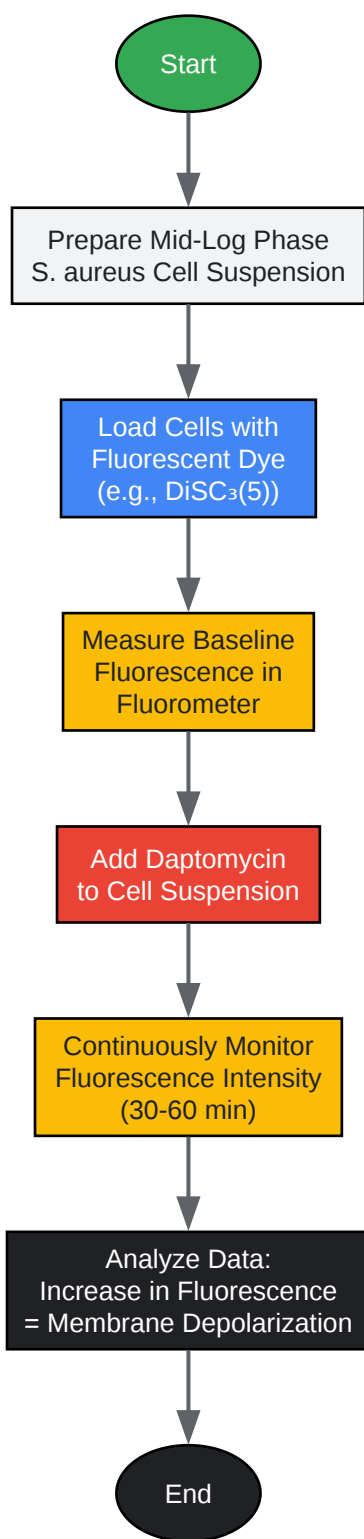 Start
Prepare Mid-Log Phase
S. aureus Cell Suspension
Load Cells with
Fluorescent Dye
(e.g., DiSC₃(5))
Measure Baseline
Fluorescence in
Fluorometer
Add Daptomycin
to Cell Suspension
Continuously Monitor
Fluorescence Intensity
(30-60 min)
Analyze Data:
Increase in Fluorescence
= Membrane Depolarization
End